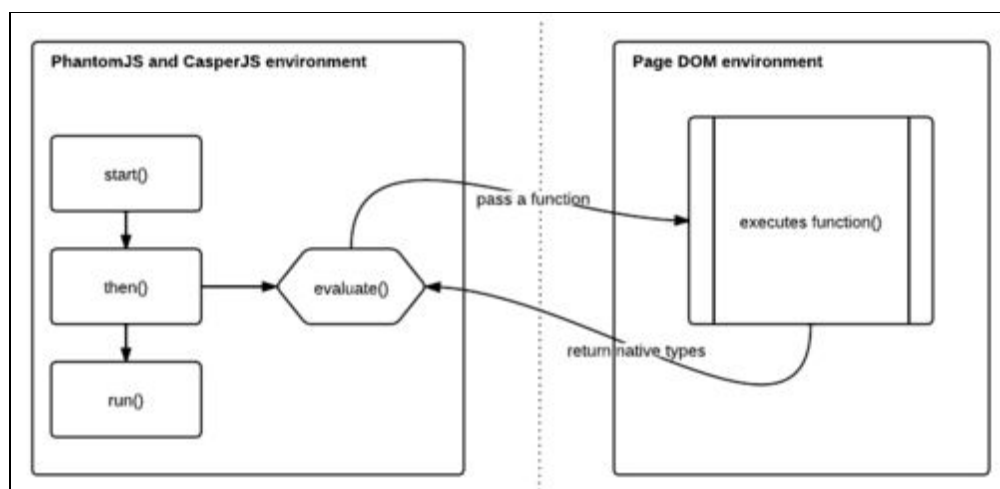 PhantomJS and CasperJS environment
Page DOM environment
start()
pass a function
executes function()
then()
evaluate()
return native types
run()